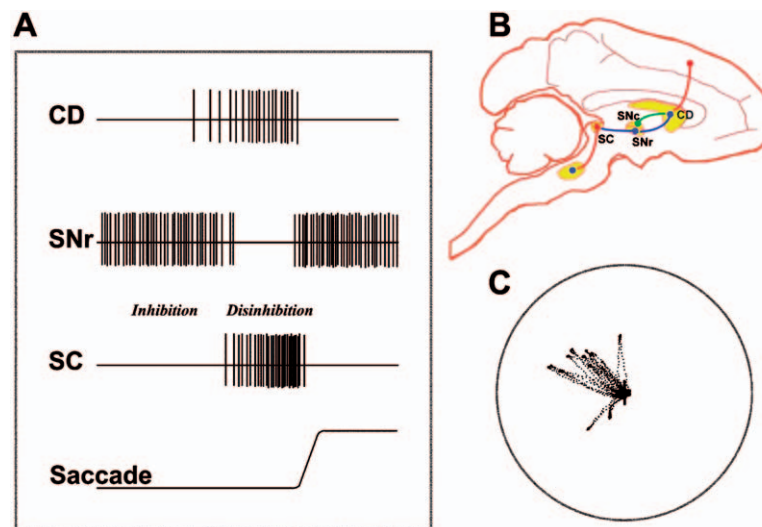 A
CD
SNr
Inhibition Disinhibition
SC
Saccade
B
SNc
CD
SC
SNr
C